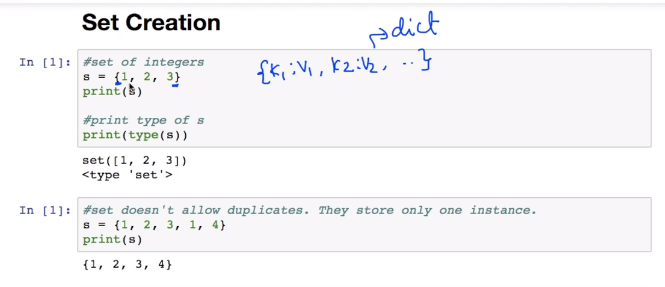 Set Creation
→dict
{k1:v1, k2:v2, ..}
In [1]: #set of integers
s = {1, 2, 3}
print(s)
#print type of s
print(type(s))
set([1, 2, 3])
<type 'set'>
In [1]: #set doesn't allow duplicates. They store only one instance.
s = {1, 2, 3, 1, 4}
print(s)
{1, 2, 3, 4}